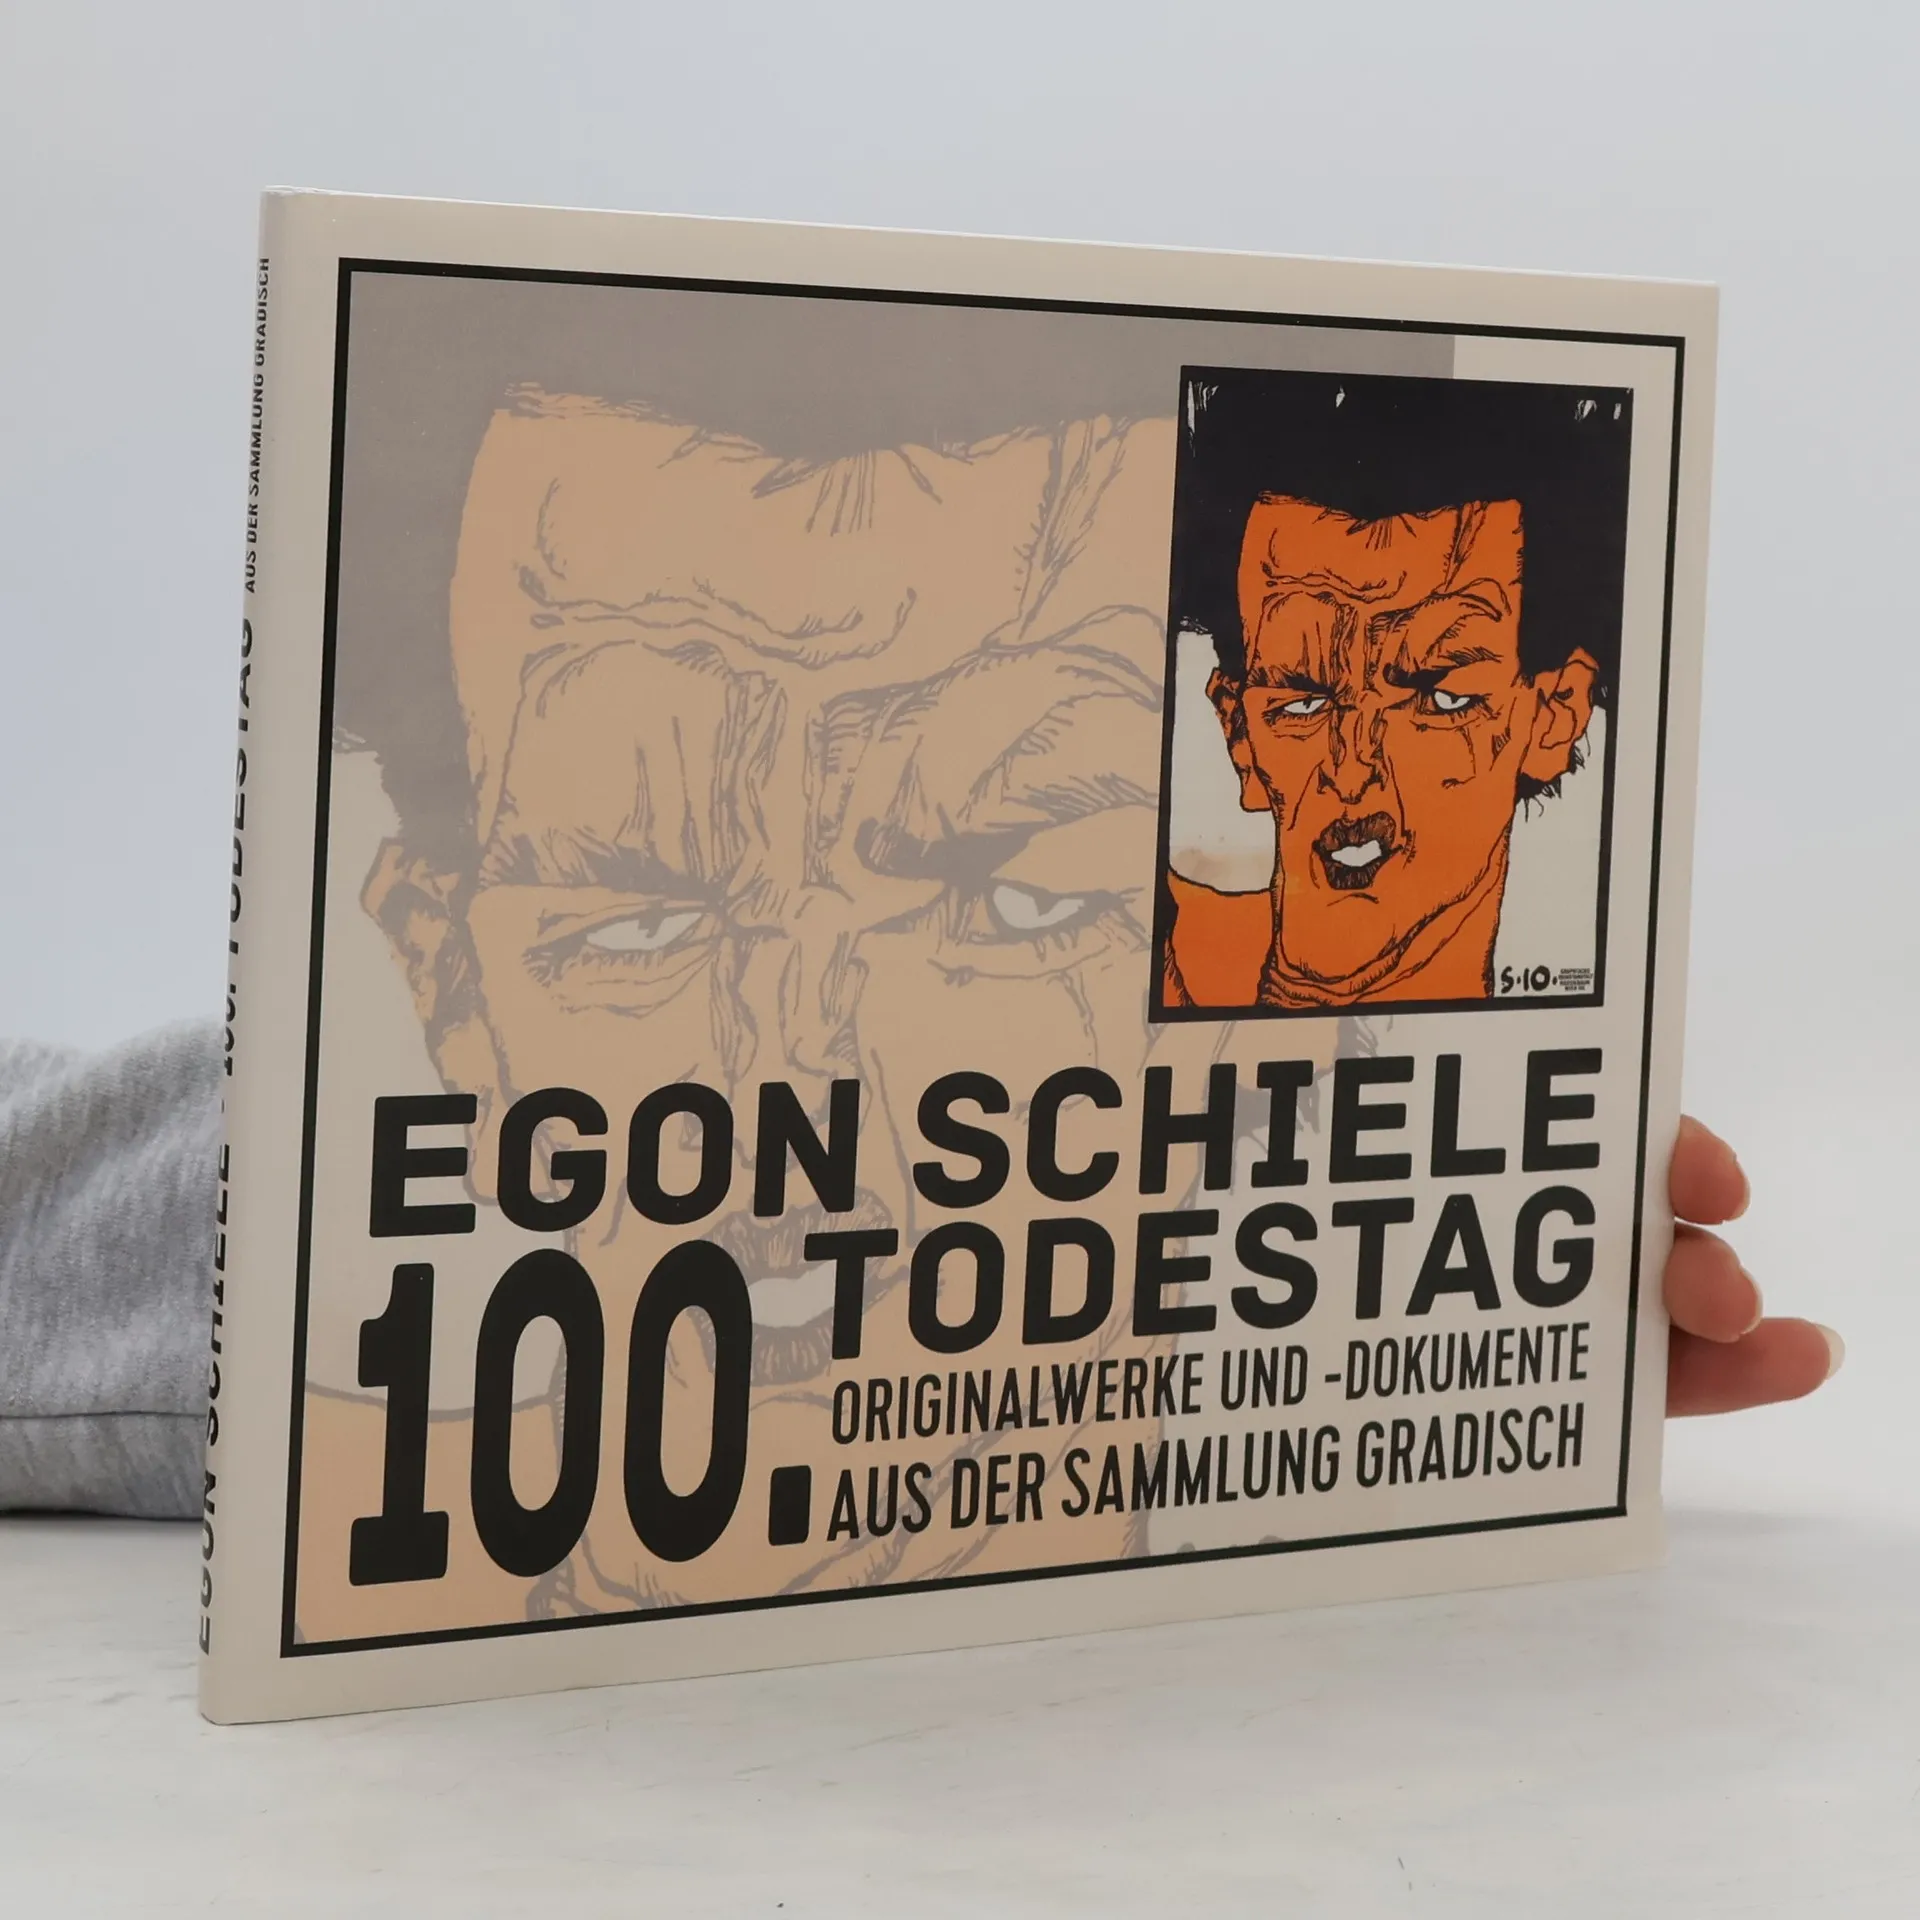 EGON SCHIELE · 100. TODESTAG AUS DER SAMMLUNG GRADISCH
S.10.
EGON SCHIELE
100. TODESTAG
ORIGINALWERKE UND -DOKUMENTE
AUS DER SAMMLUNG GRADISCH